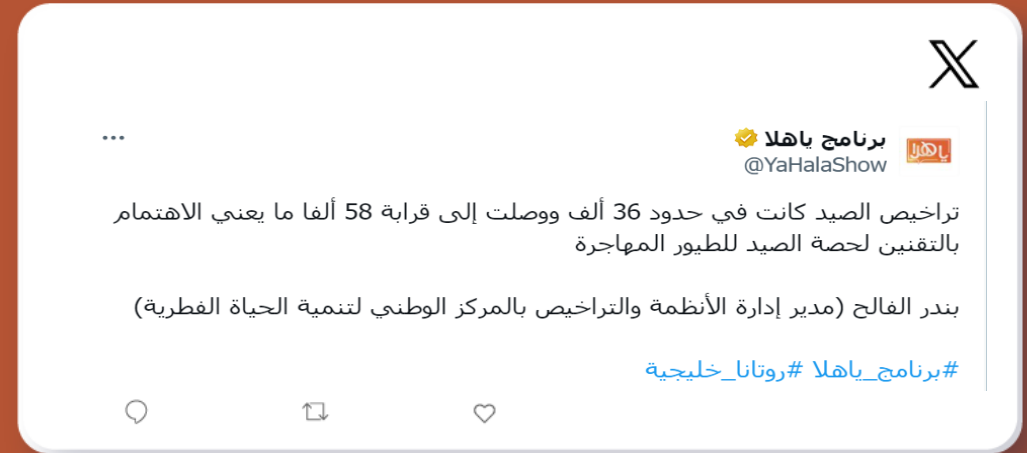 برنامج ياهلا
ياهلا
@YaHalaShow
تراخيص الصيد كانت في حدود 36 ألف ووصلت إلى قرابة 58 ألفا ما يعني الاهتمام
بالتقنين لحصة الصيد للطيور المهاجرة
بندر الفالح (مدير إدارة الأنظمة والتراخيص بالمركز الوطني لتنمية الحياة الفطرية)
#برنامج_ياهلا #روتانا_خليجية